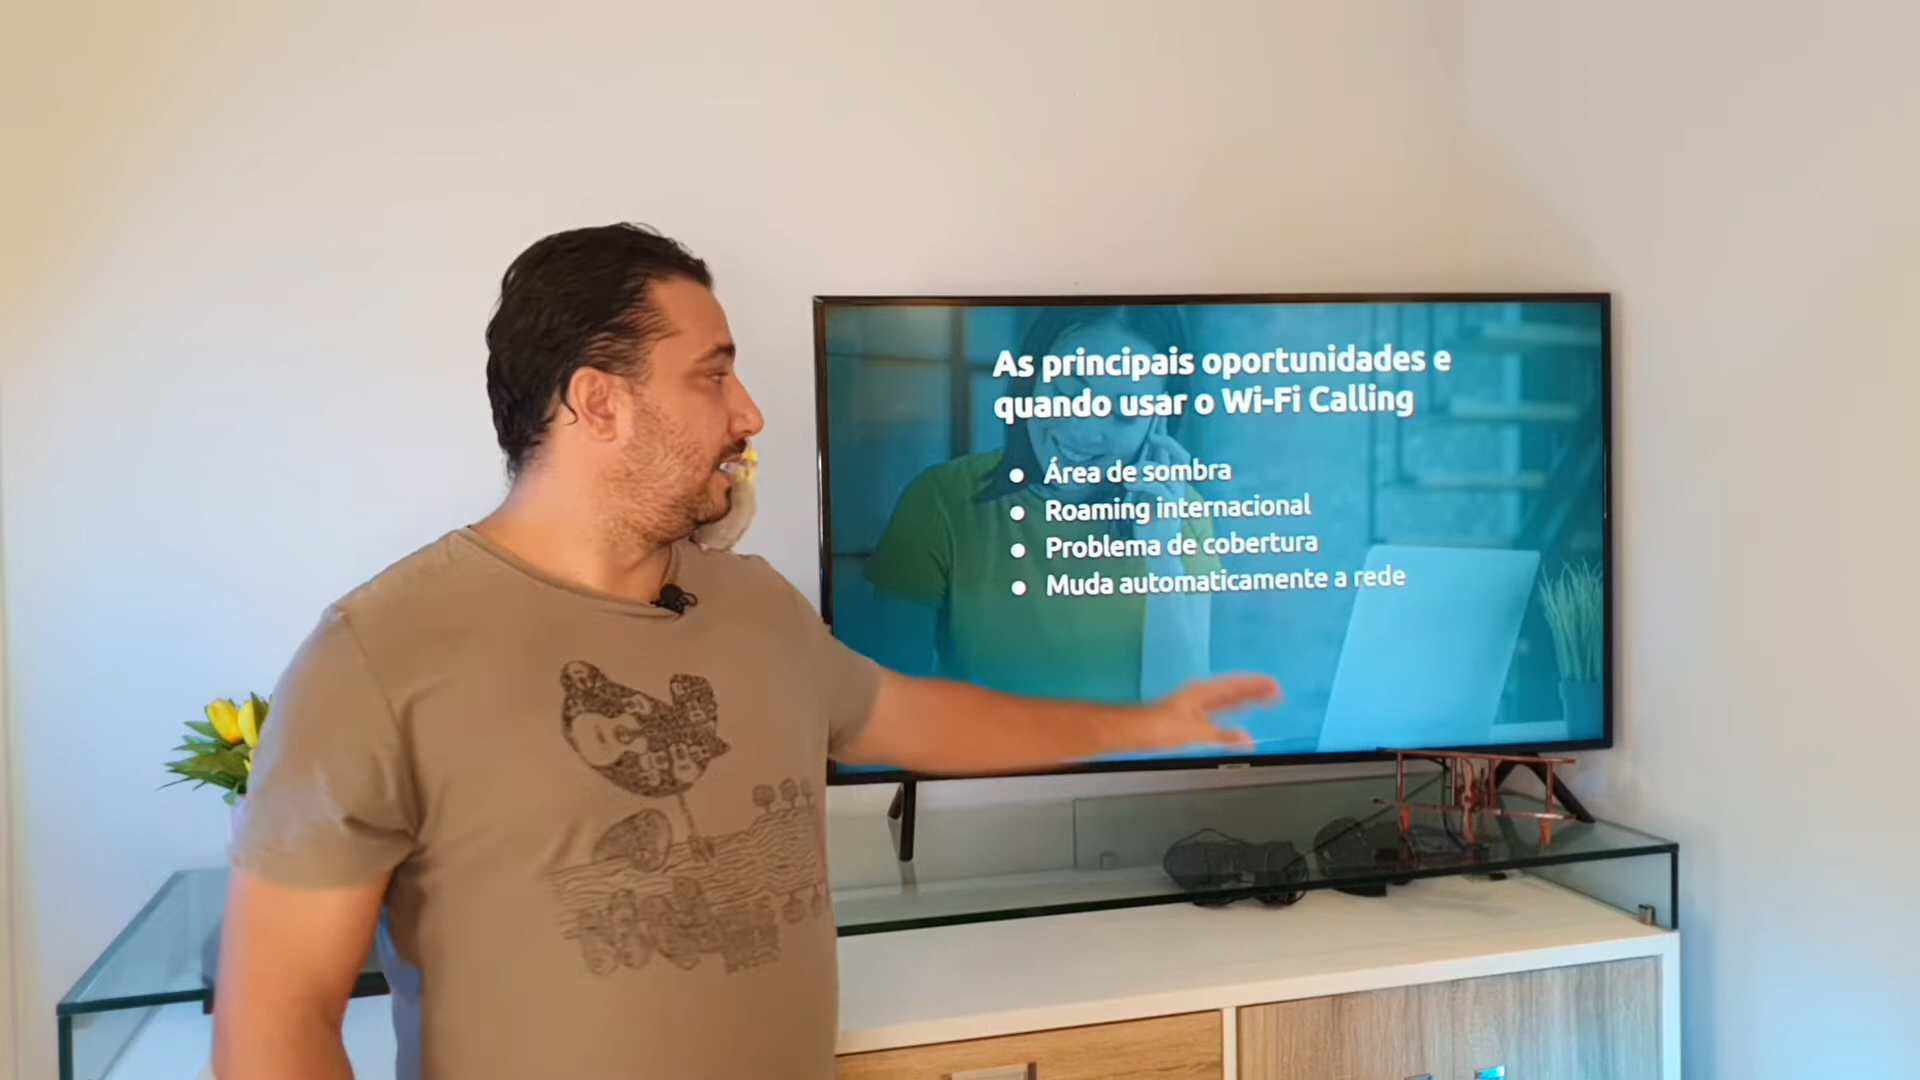 As principais oportunidades e
quando usar o Wi-Fi Calling
● Área de sombra
● Roaming internacional
● Problema de cobertura
● Muda automaticamente a rede